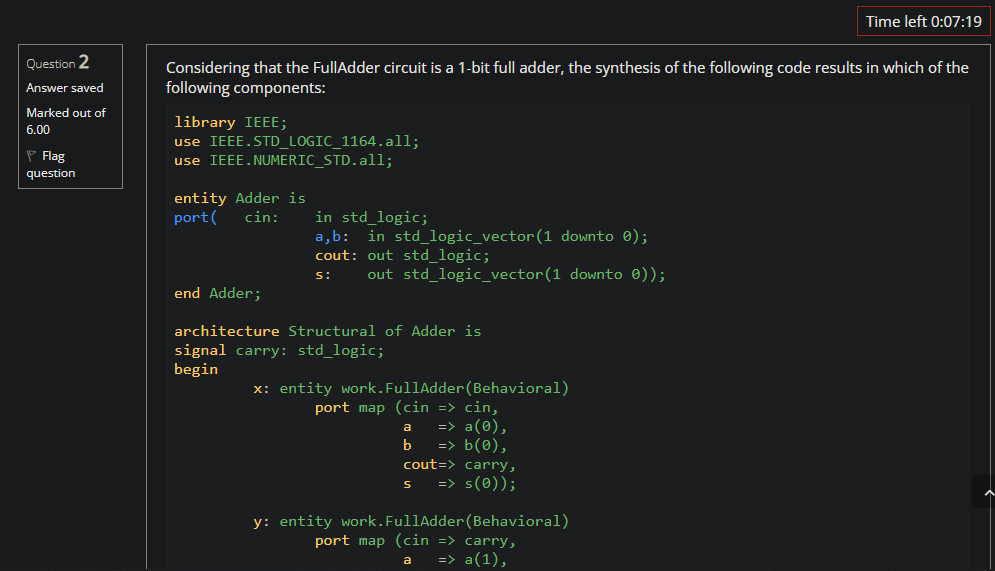 Time left 0:07:19
Question 2
Answer saved
Marked out of
6.00
Flag
question
Considering that the FullAdder circuit is a 1-bit full adder, the synthesis of the following code results in which of the
following components:
library IEEE;
use IEEE.STD_LOGIC_1164.all;
use IEEE.NUMERIC_STD.all;
entity Adder is
port( cin: in std_logic;
a,b: in std_logic_vector(1 downto 0);
cout: out std_logic;
s: out std_logic_vector(1 downto 0));
end Adder;
architecture Structural of Adder is
signal carry: std_logic;
begin
x: entity work.FullAdder(Behavioral)
port map (cin => cin,
a => a(0),
b => b(0),
cout=> carry,
s => s(0));
y: entity work.FullAdder(Behavioral)
port map (cin => carry,
a => a(1),